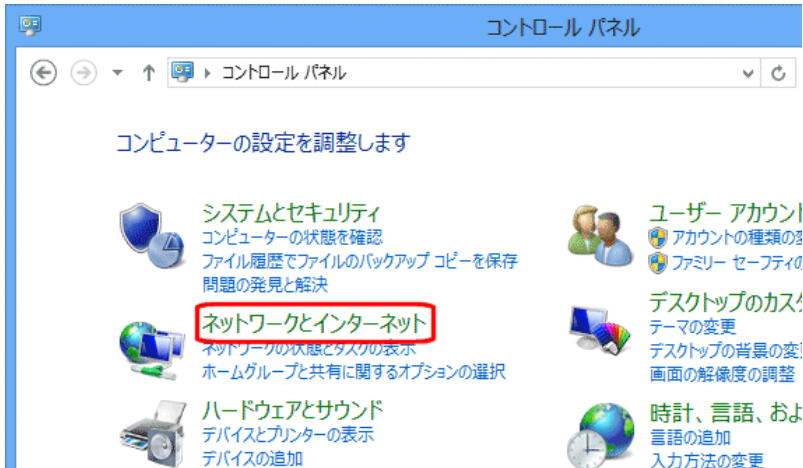 コントロール パネル
コントロール パネル
コンピューターの設定を調整します
システムとセキュリティ
コンピューターの状態を確認
ファイル履歴でファイルのバックアップ コピーを保存
問題の発見と解決
ネットワークとインターネット
ネットワークの状態とタスクの表示
ホームグループと共有に関するオプションの選択
ハードウェアとサウンド
デバイスとプリンターの表示
デバイスの追加
ユーザー アカウント
アカウントの種類の変
ファミリー セーフティの
デスクトップのカスタ
テーマの変更
デスクトップの背景の変更
画面の解像度の調整
時計、言語、およ
言語の追加
入力方法の変更